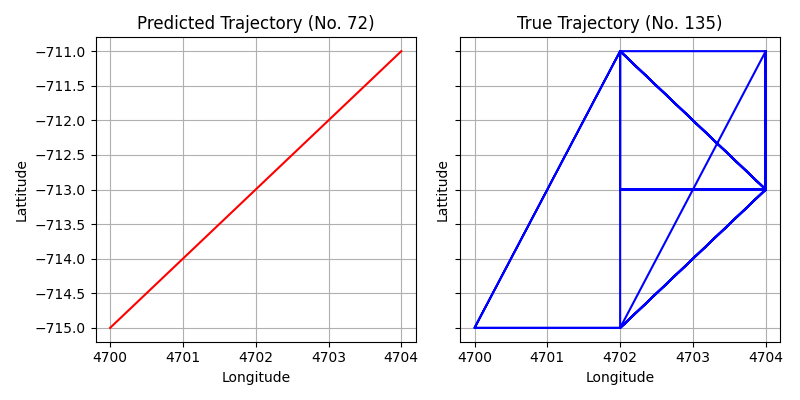 Predicted Trajectory (No. 72)
True Trajectory (No. 135)
−711.0
−711.5
−712.0
−712.5
−713.0
−713.5
−714.0
−714.5
−715.0
Lattitude
Lattitude
4700 4701 4702 4703 4704
4700 4701 4702 4703 4704
Longitude
Longitude